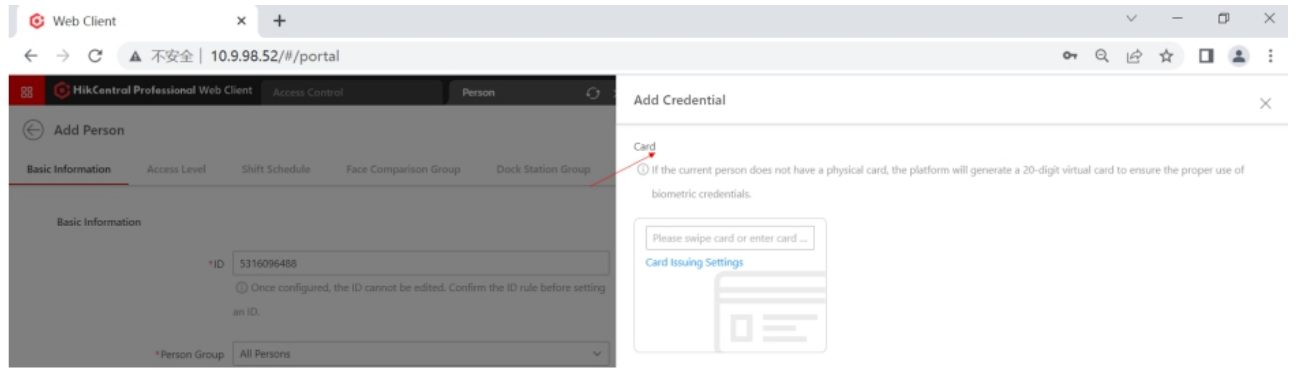 Web Client
不安全 10.9.98.52/#/portal
HikCentral Professional Web Client Access Control Person
Add Person
Basic Information Access Level Shift Schedule Face Comparison Group Dock Station Group
Basic Information
*ID 5316096488
Once configured, the ID cannot be edited. Confirm the ID rule before setting
an ID.
*Person Group All Persons
Add Credential
Card
If the current person does not have a physical card, the platform will generate a 20-digit virtual card to ensure the proper use of
biometric credentials.
Please swipe card or enter card ...
Card Issuing Settings